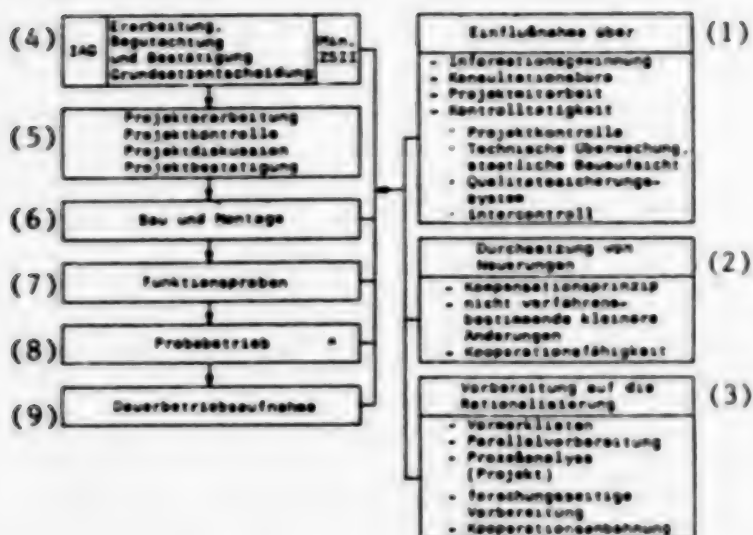 (4)
IAG
Erarbeitung,
Begutachtung
und Bestätigung
Grundsatzentscheidung
Min.
ZSII
(5)
Projekterarbeitung
Projektkontrolle
Projektdiskussion
Projektbestätigung
(6)
Bau und Montage
(7)
Funktionsproben
(8)
Probebetrieb
(9)
Dauerbetriebsaufnahme
Einflußnahme über
(1)
- Informationsgewinnung
- Konsultationsbüro
- Projektmitarbeit
- Kontrolltätigkeit
- Projektkontrolle
- Technische Überwachung,
staatliche Bauaufsicht
- Qualitätssicherungs-
system
- Intercontroll
Durchsetzung von
Neuerungen
(2)
- Kompensationsprinzip
- nicht verfahrens-
bestimmende kleinere
Änderungen
- Kooperationsfähigkeit
Vorbereitung auf die
Rationalisierung
(3)
- Vormerklisten
- Parallelvorbereitung
- Prozeßanalyse
(Projekt)
- forschungsseitige
Vorbereitung
- Kooperationsanbahnung